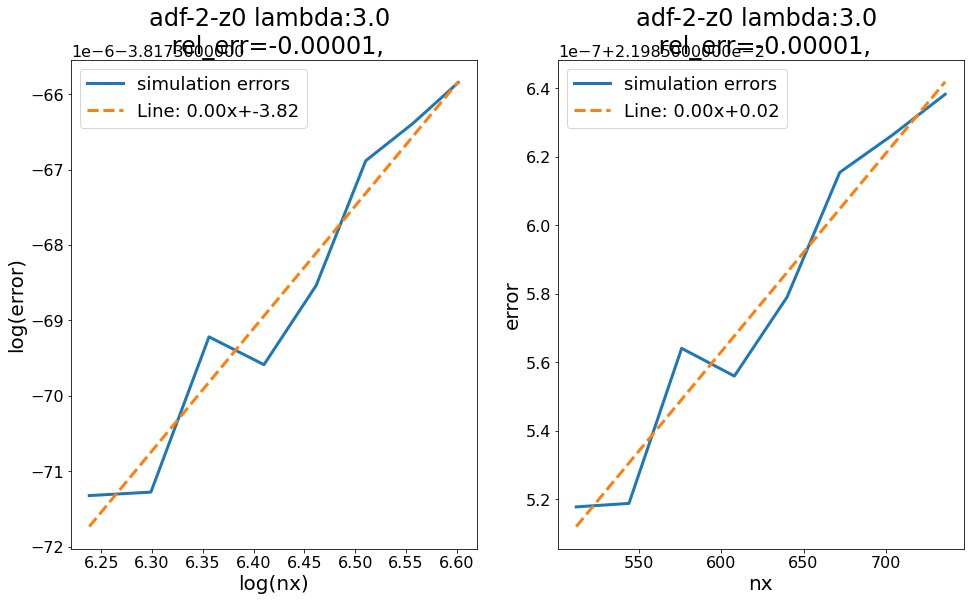 adf-2-z0 lambda:3.0
rel_err=-0.00001,
1e−6−3.8173000000
simulation errors
Line: 0.00x+-3.82
−66
−67
−68
−69
−70
−71
−72
log(error)
6.25 6.30 6.35 6.40 6.45 6.50 6.55 6.60
log(nx)
adf-2-z0 lambda:3.0
rel_err=-0.00001,
1e−7+2.1985000000e−2
simulation errors
Line: 0.00x+0.02
6.4
6.2
6.0
5.8
5.6
5.4
5.2
error
550 600 650 700
nx